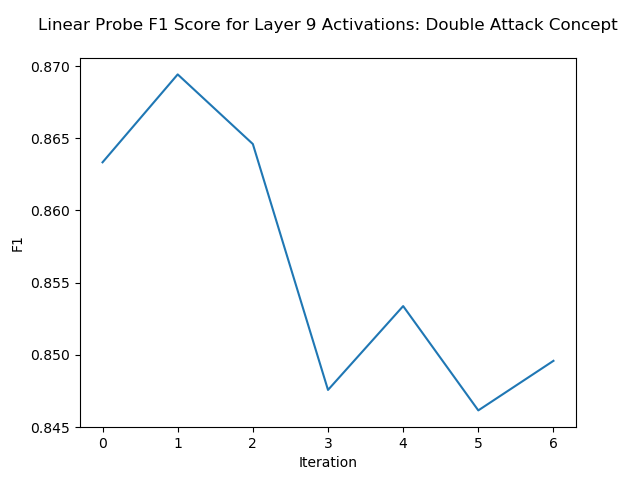 Linear Probe F1 Score for Layer 9 Activations: Double Attack Concept
0.870
0.865
0.860
0.855
0.850
0.845
F1
0 1 2 3 4 5 6
Iteration